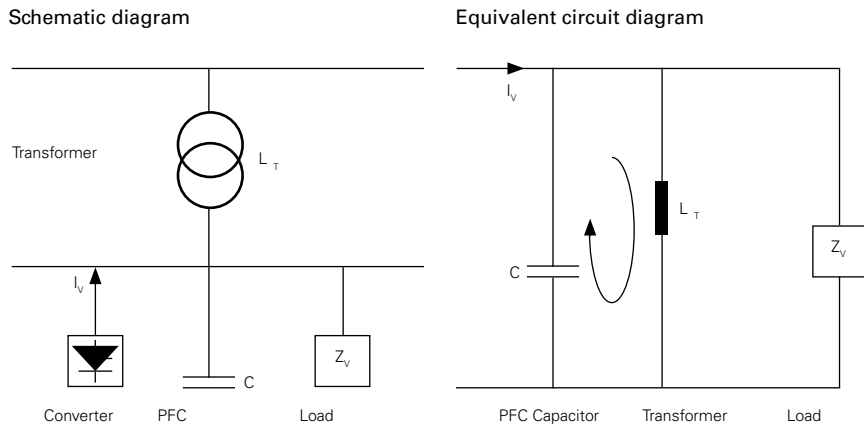 Schematic diagram
Transformer
L T
I V
Z V
C
Converter
PFC
Load
Equivalent circuit diagram
I V
L T
C
Z V
PFC Capacitor
Transformer
Load